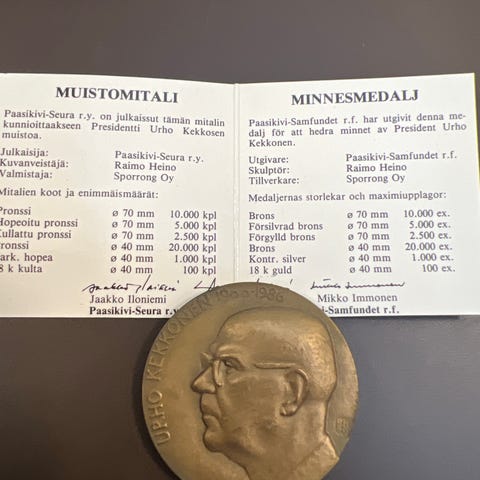 MUISTOMITALI
Paasikivi-Seura r.y. on julkaissut tämän mitalin
kunnioittaakseen Presidentti Urho Kekkosen
muistoa.
Julkaisija: Paasikivi-Seura r.y.
Kuvanveistäjä: Raimo Heino
Valmistaja: Sporrong Oy
Mitalien koot ja enimmäismäärät:
Pronssi ø 70 mm 10.000 kpl
Hopeoitu pronssi ø 70 mm 5.000 kpl
Kullattu pronssi ø 70 mm 2.500 kpl
Pronssi ø 40 mm 20.000 kpl
ark. hopea ø 40 mm 1.000 kpl
8 k kulta ø 40 mm 100 kpl
Jaakko Iloniemi
Paasikivi-Seura r.y
MINNESMEDALJ
Paasikivi-Samfundet r.f. har utgivit denna me-
dalj för att hedra minnet av President Urho
Kekkonen.
Utgivare: Paasikivi-Samfundet r.f.
Skulptör: Raimo Heino
Tillverkare: Sporrong Oy
Medaljernas storlekar och maximiupplagor:
Brons ø 70 mm 10.000 ex.
Försilvrad brons ø 70 mm 5.000 ex.
Förgylld brons ø 70 mm 2.500 ex.
Brons ø 40 mm 20.000 ex.
Kontr. silver ø 40 mm 1.000 ex.
18 k guld ø 40 mm 100 ex.
Mikko Immonen
i-Samfundet r.f.
URHO KEKKONEN 1900-1986